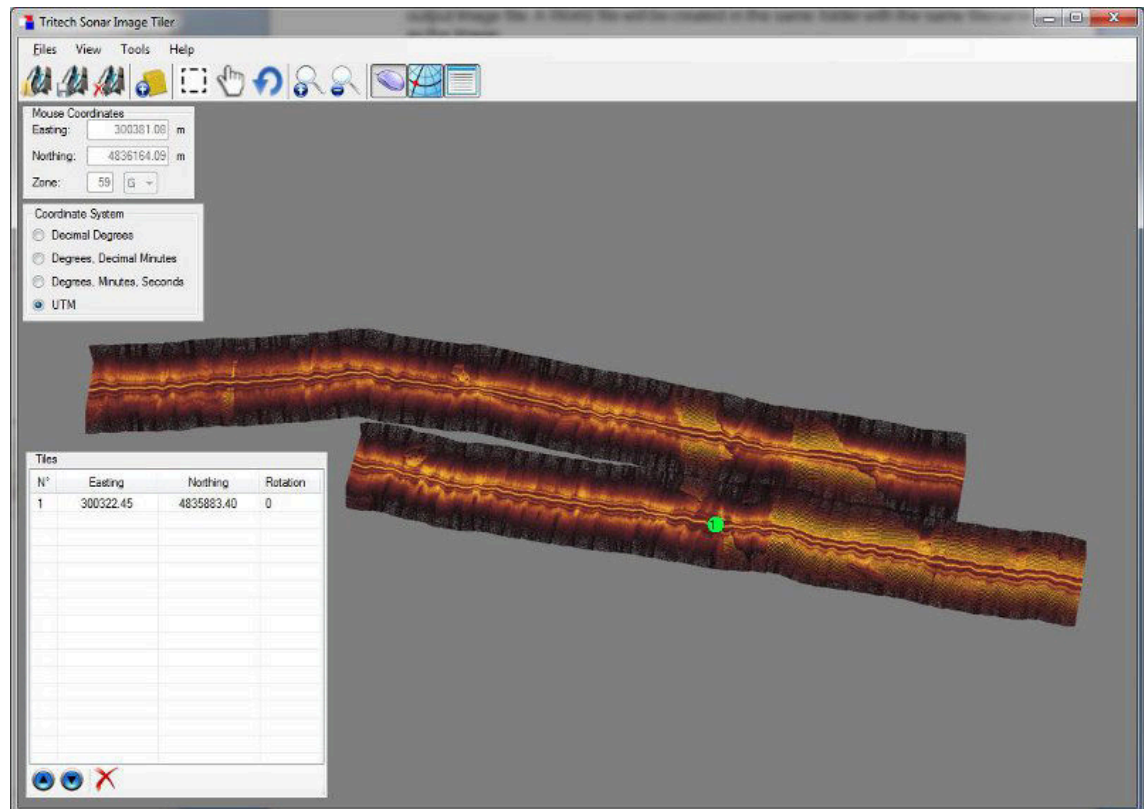 Tritech Sonar Image Tiler
Files View Tools Help
Mouse Coordinates
Easting: 300381.08 m
Northing: 4836164.09 m
Zone: 59 G
Coordinate System
Decimal Degrees
Degrees, Decimal Minutes
Degrees, Minutes, Seconds
UTM
Tiles
N° Easting Northing Rotation
1 300322.45 4835883.40 0
1